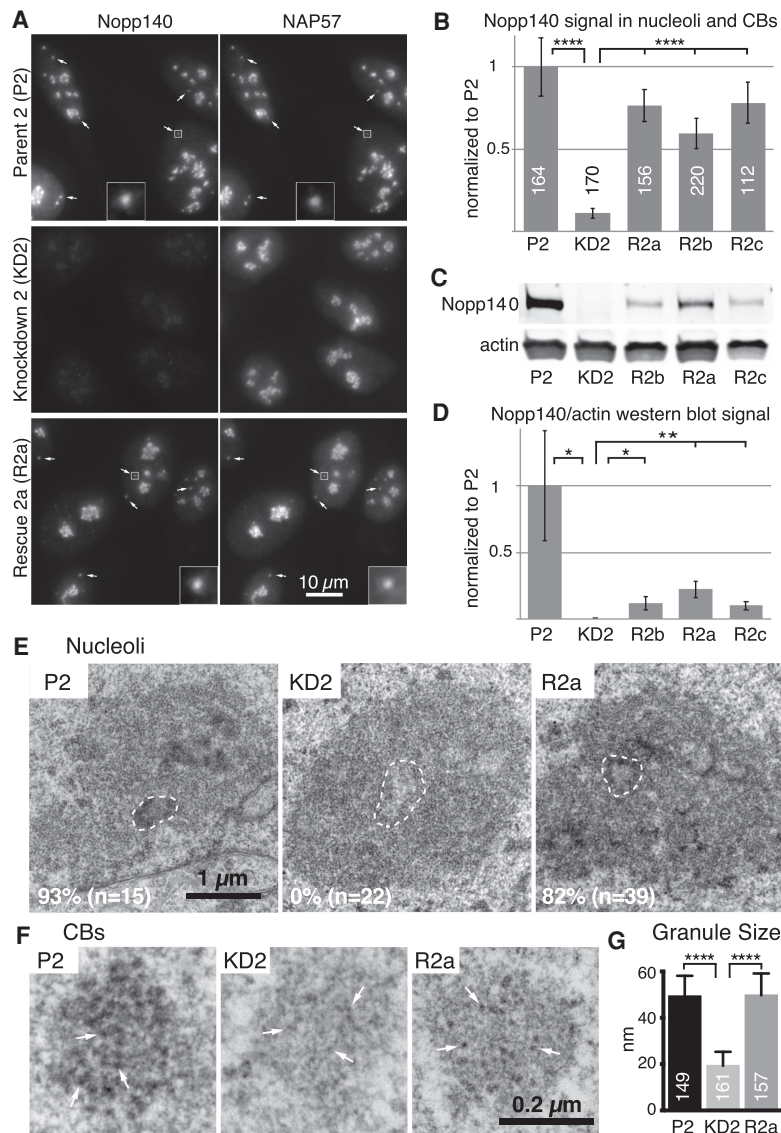 A
Nopp140 NAP57
Parent 2 (P2)
Knockdown 2 (KD2)
Rescue 2a (R2a)
10 µm
B
Nopp140 signal in nucleoli and CBs
**** ****
normalized to P2
1
0.5
164 170 156 220 112
P2 KD2 R2a R2b R2c
C
Nopp140
actin
P2 KD2 R2b R2a R2c
D
Nopp140/actin western blot signal
* * **
normalized to P2
1
0.5
P2 KD2 R2b R2a R2c
E Nucleoli
P2 KD2 R2a
93% (n=15) 1 µm 0% (n=22) 82% (n=39)
F CBs
P2 KD2 R2a
0.2 µm
G Granule Size
**** ****
nm
60
40
20
0
149 161 157
P2 KD2 R2a